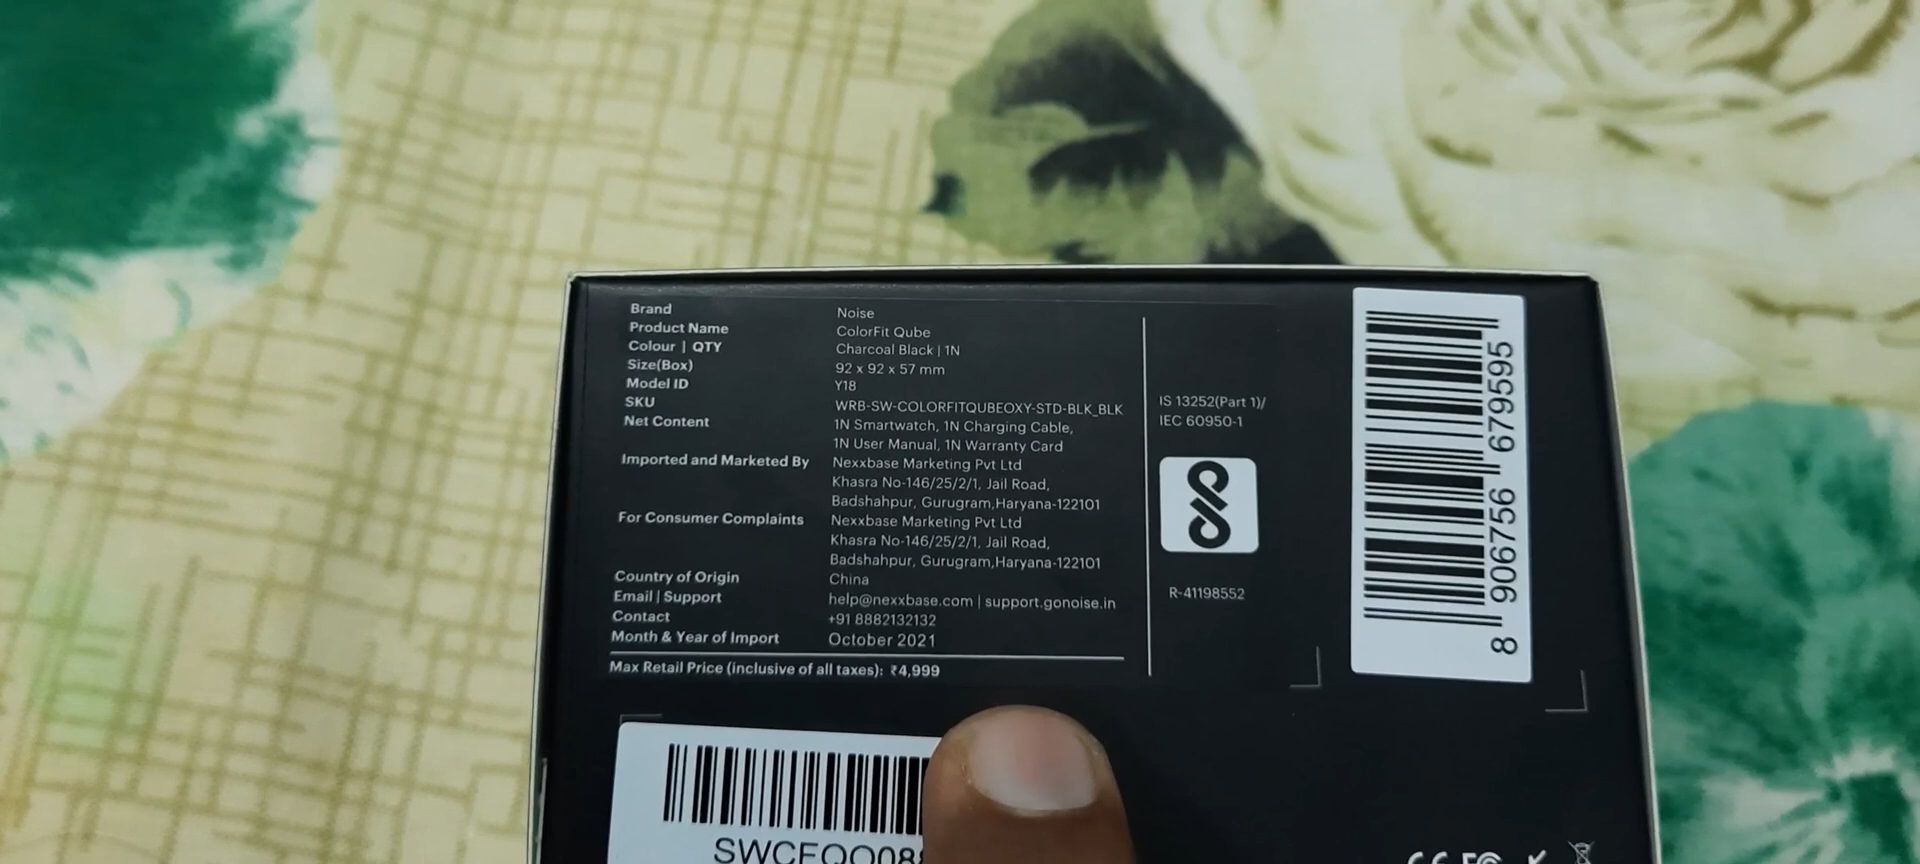 Brand Noise
Product Name ColorFit Qube
Colour | QTY Charcoal Black | 1N
Size(Box) 92 x 92 x 57 mm
Model ID Y18
SKU WRB-SW-COLORFITQUBEOXY-STD-BLK_BLK
Net Content 1N Smartwatch, 1N Charging Cable,
1N User Manual, 1N Warranty Card
Imported and Marketed By Nexxbase Marketing Pvt Ltd
Khasra No-146/25/2/1, Jail Road,
Badshahpur, Gurugram,Haryana-122101
For Consumer Complaints Nexxbase Marketing Pvt Ltd
Khasra No-146/25/2/1, Jail Road,
Badshahpur, Gurugram,Haryana-122101
Country of Origin China
Email | Support help@nexxbase.com | support.gonoise.in
Contact +91 8882132132
Month & Year of Import October 2021
Max Retail Price (inclusive of all taxes): ₹4,999
IS 13252(Part 1)/
IEC 60950-1
R-41198552
8 906756 679595